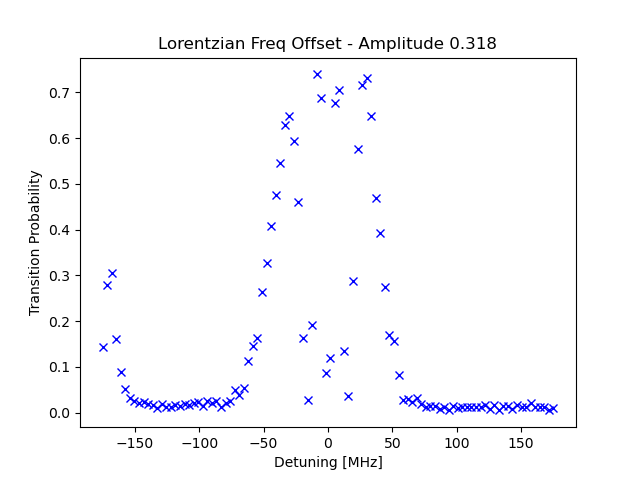 Lorentzian Freq Offset - Amplitude 0.318
Transition Probability
0.7
0.6
0.5
0.4
0.3
0.2
0.1
0.0
−150 −100 −50 0 50 100 150
Detuning [MHz]